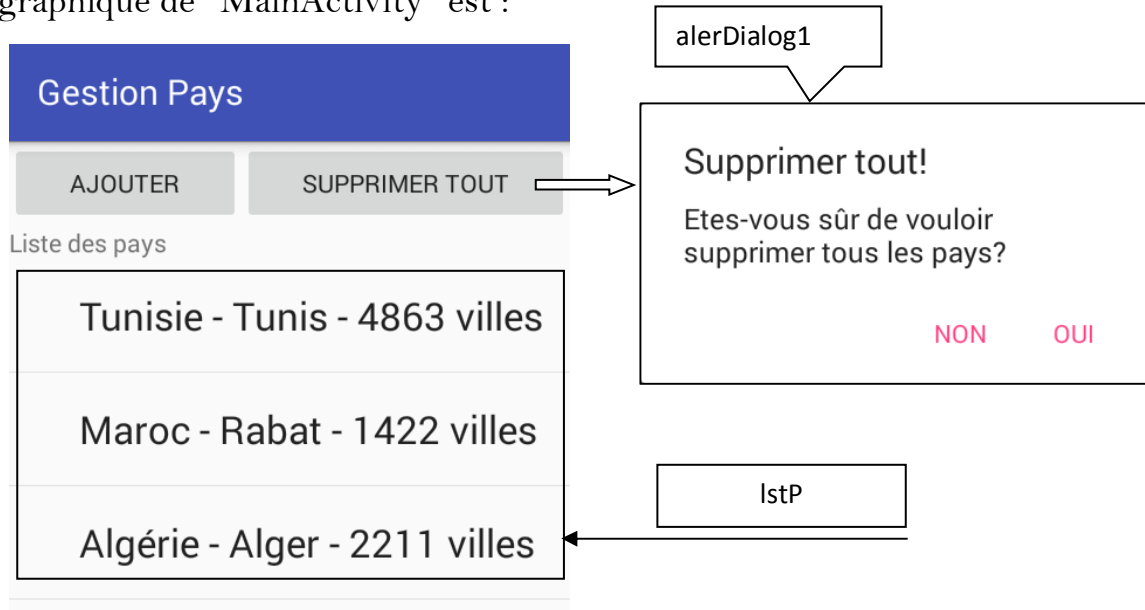 graphique de "MainActivity" est :
alerDialog1
Gestion Pays
AJOUTER
SUPPRIMER TOUT
Liste des pays
Tunisie - Tunis - 4863 villes
Maroc - Rabat - 1422 villes
Algérie - Alger - 2211 villes
Supprimer tout!
Etes-vous sûr de vouloir
supprimer tous les pays?
NON
OUI
lstP